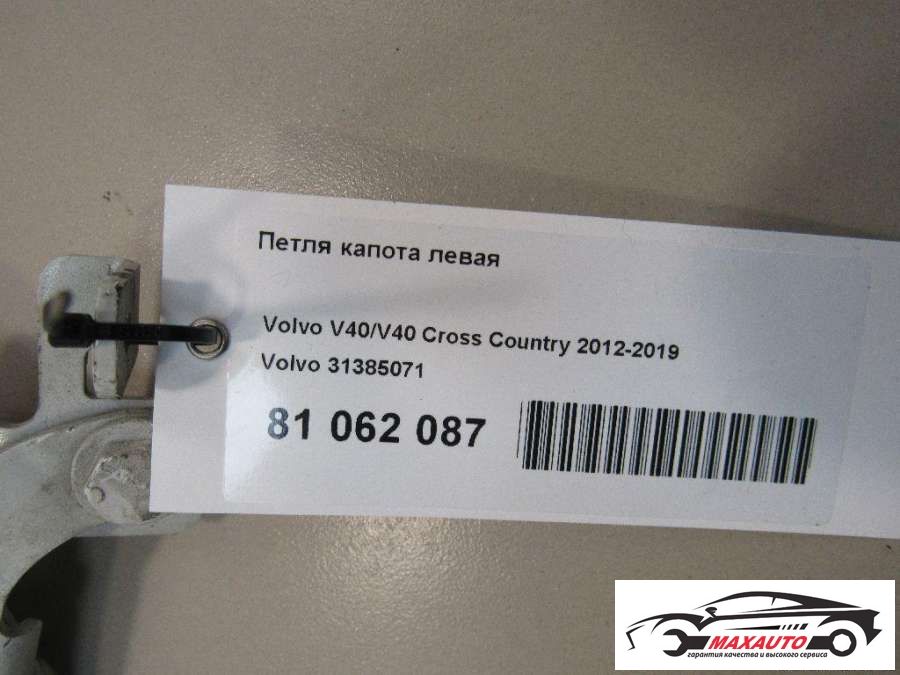 Петля капота левая
Volvo V40/V40 Cross Country 2012-2019
Volvo 31385071
81 062 087
MAXAUTO
гарантия качества и высокого сервиса